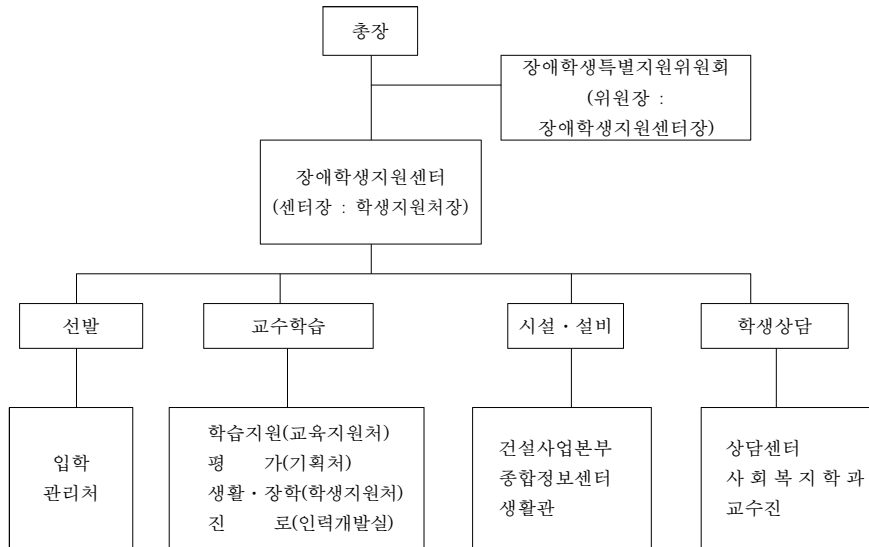 총장
장애학생특별지원위원회
(위원장 :
장애학생지원센터장)
장애학생지원센터
(센터장 : 학생지원처장)
선발
교수학습
시설・설비
학생상담
입학
관리처
학습지원(교육지원처)
평 가(기획처)
생활・장학(학생지원처)
진 로(인력개발실)
건설사업본부
종합정보센터
생활관
상담센터
사 회 복 지 학 과
교수진